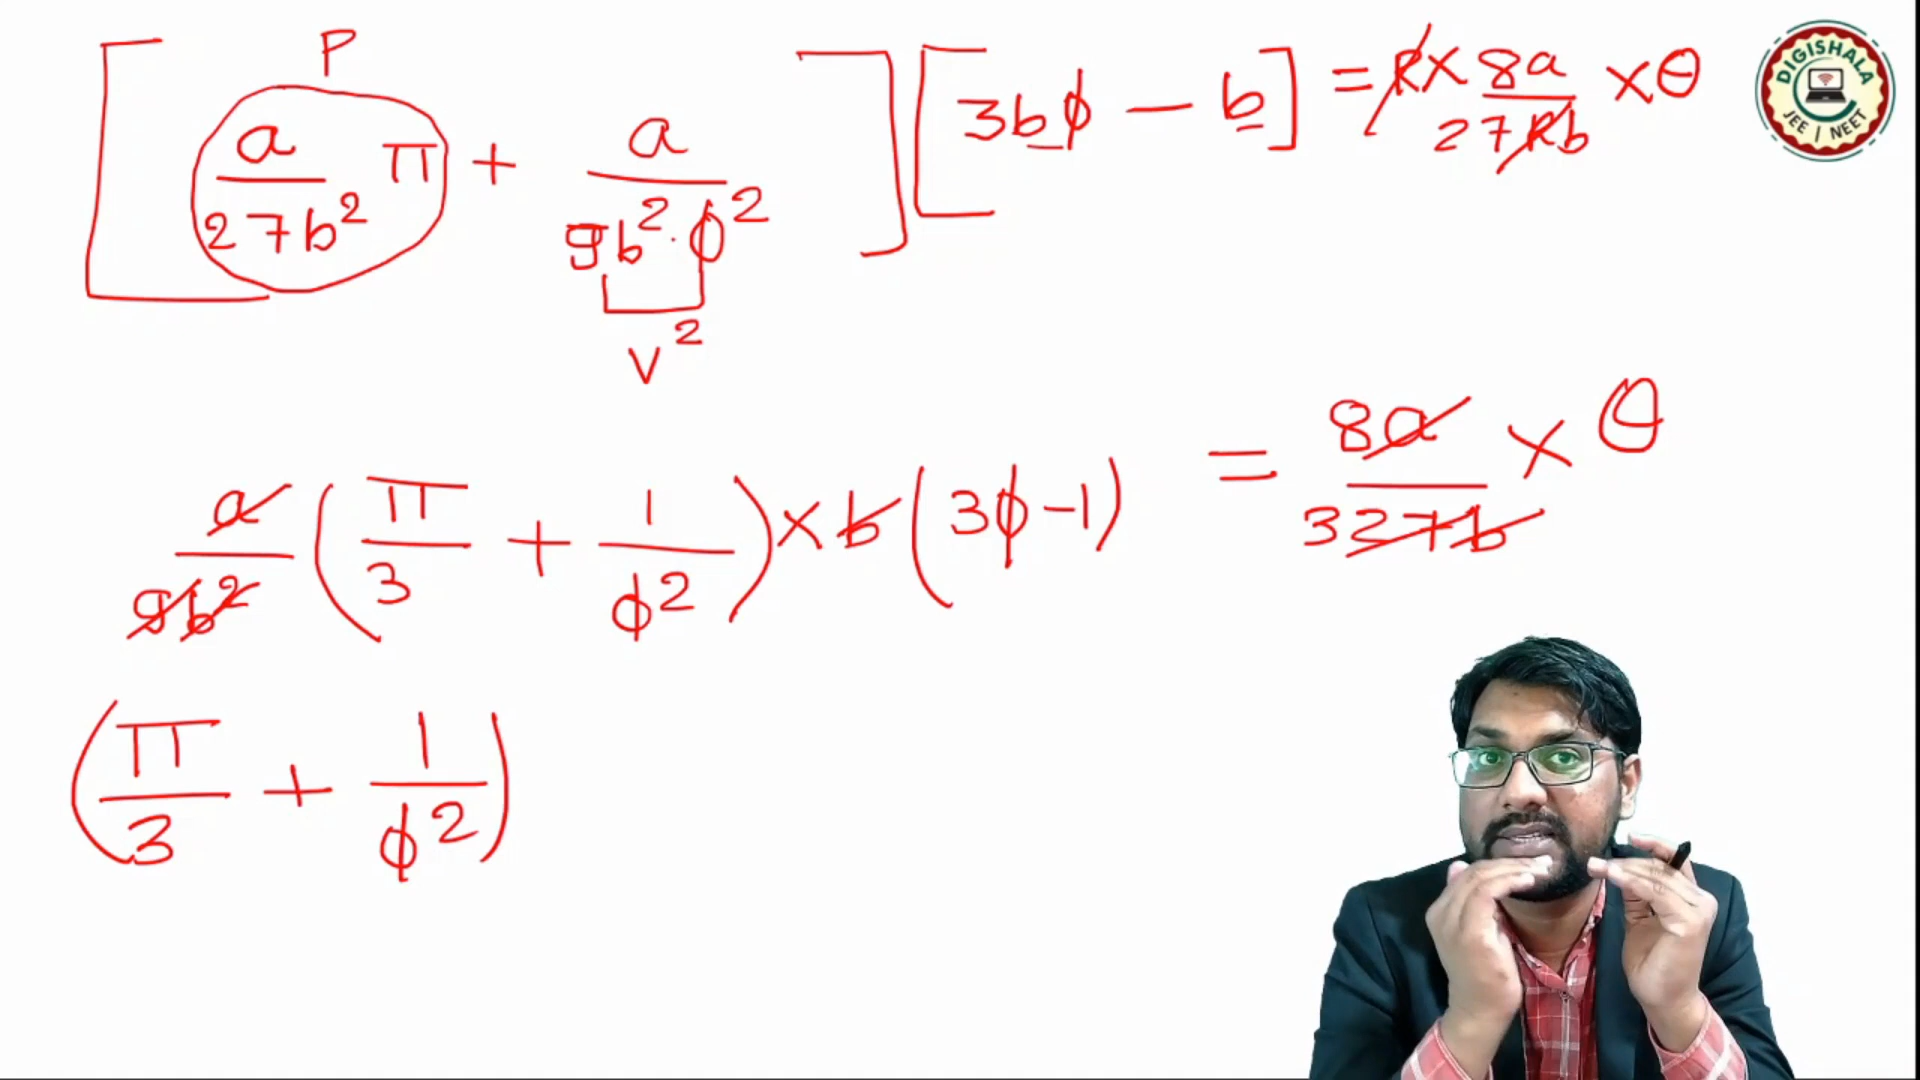 P
[a/27b² π + a/9b²·ϕ²] [3bϕ − b] = R × 8a/27Rb × θ
V²
a/9b² (π/3 + 1/ϕ²) × b (3ϕ−1) = 8a/3 27b × θ
(π/3 + 1/ϕ²)
DIGISHALA
JEE | NEET